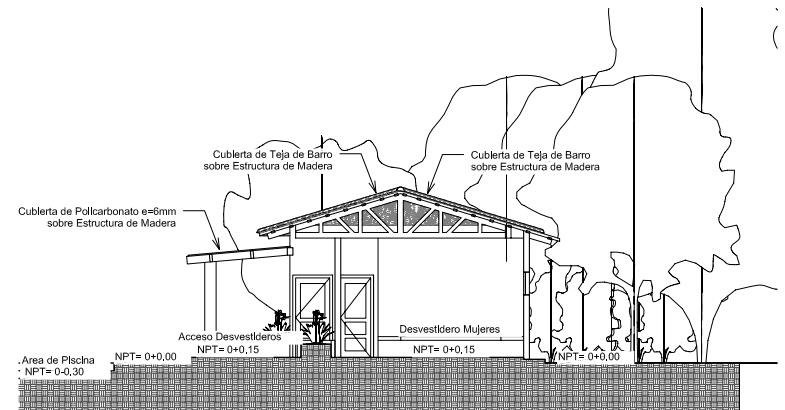 Cubierta de Teja de Barro
sobre Estructura de Madera
Cubierta de Teja de Barro
sobre Estructura de Madera
Cubierta de Policarbonato e=6mm
sobre Estructura de Madera
Acceso Desvestideros
NPT= 0+0,15
Desvestidero Mujeres
NPT= 0+0,15
Area de Piscina
NPT= 0-0,30
NPT= 0+0,00
NPT= 0+0,00